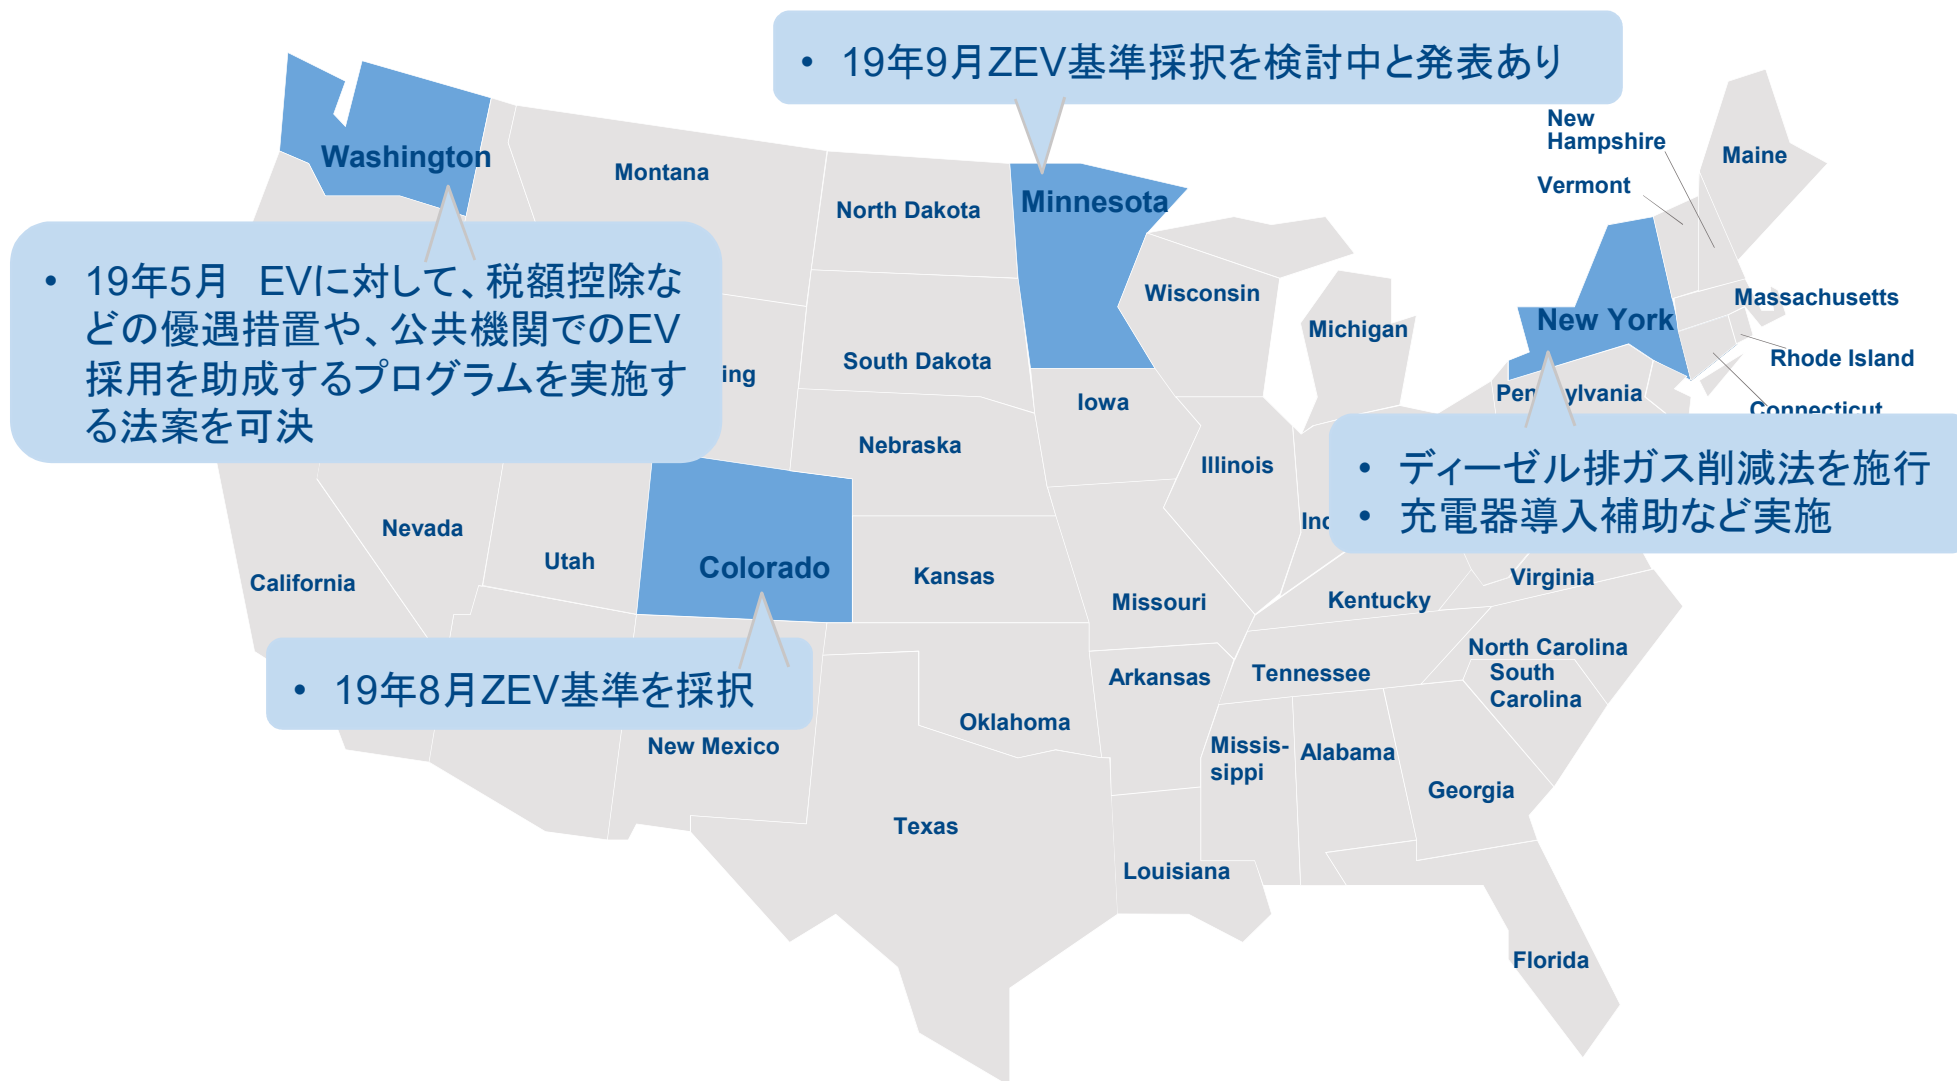 • 19年9月ZEV基準採択を検討中と発表あり
New
Hampshire
Maine
Washington
Montana
Vermont
North Dakota
Minnesota
• 19年5月　EVに対して、税額控除な
どの優遇措置や、公共機関でのEV
採用を助成するプログラムを実施す
る法案を可決
Wisconsin
Massachusetts
New York
Michigan
Rhode Island
South Dakota
ing
Iowa
Pen ylvania
Connecticut
Nebraska
Illinois
• ディーゼル排ガス削減法を施行
• 充電器導入補助など実施
Nevada
Ind
Utah
Colorado
Kansas
Virginia
California
Missouri
Kentucky
North Carolina
South
Carolina
Arkansas
Tennessee
• 19年8月ZEV基準を採択
Oklahoma
New Mexico
Missis-
sippi
Alabama
Georgia
Texas
Louisiana
Florida